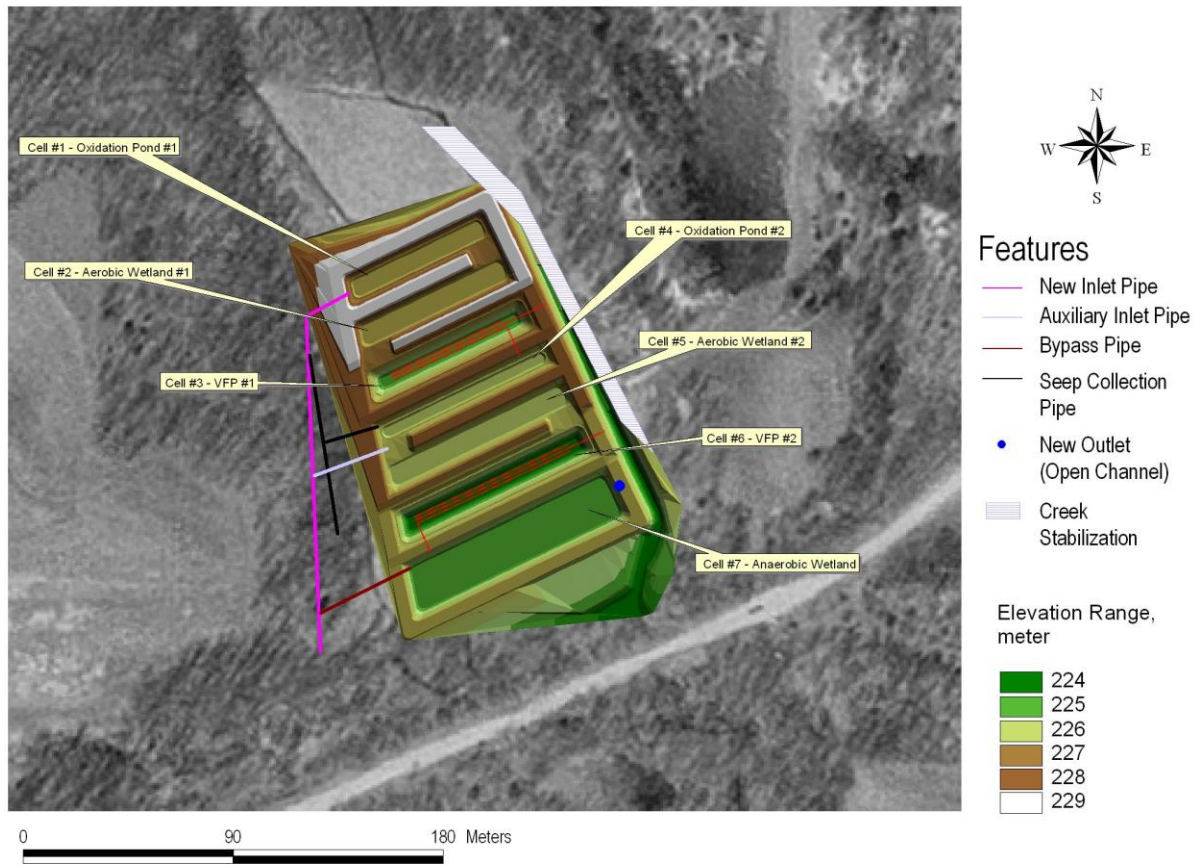 Cell #1 - Oxidation Pond #1
Cell #4 - Oxidation Pond #2
Cell #2 - Aerobic Wetland #1
Cell #5 - Aerobic Wetland #2
Cell #3 - VFP #1
Cell #6 - VFP #2
Cell #7 - Anaerobic Wetland
N
W
E
S
Features
New Inlet Pipe
Auxiliary Inlet Pipe
Bypass Pipe
Seep Collection
Pipe
New Outlet
(Open Channel)
Creek
Stabilization
Elevation Range,
meter
224
225
226
227
228
229
0 90 180 Meters